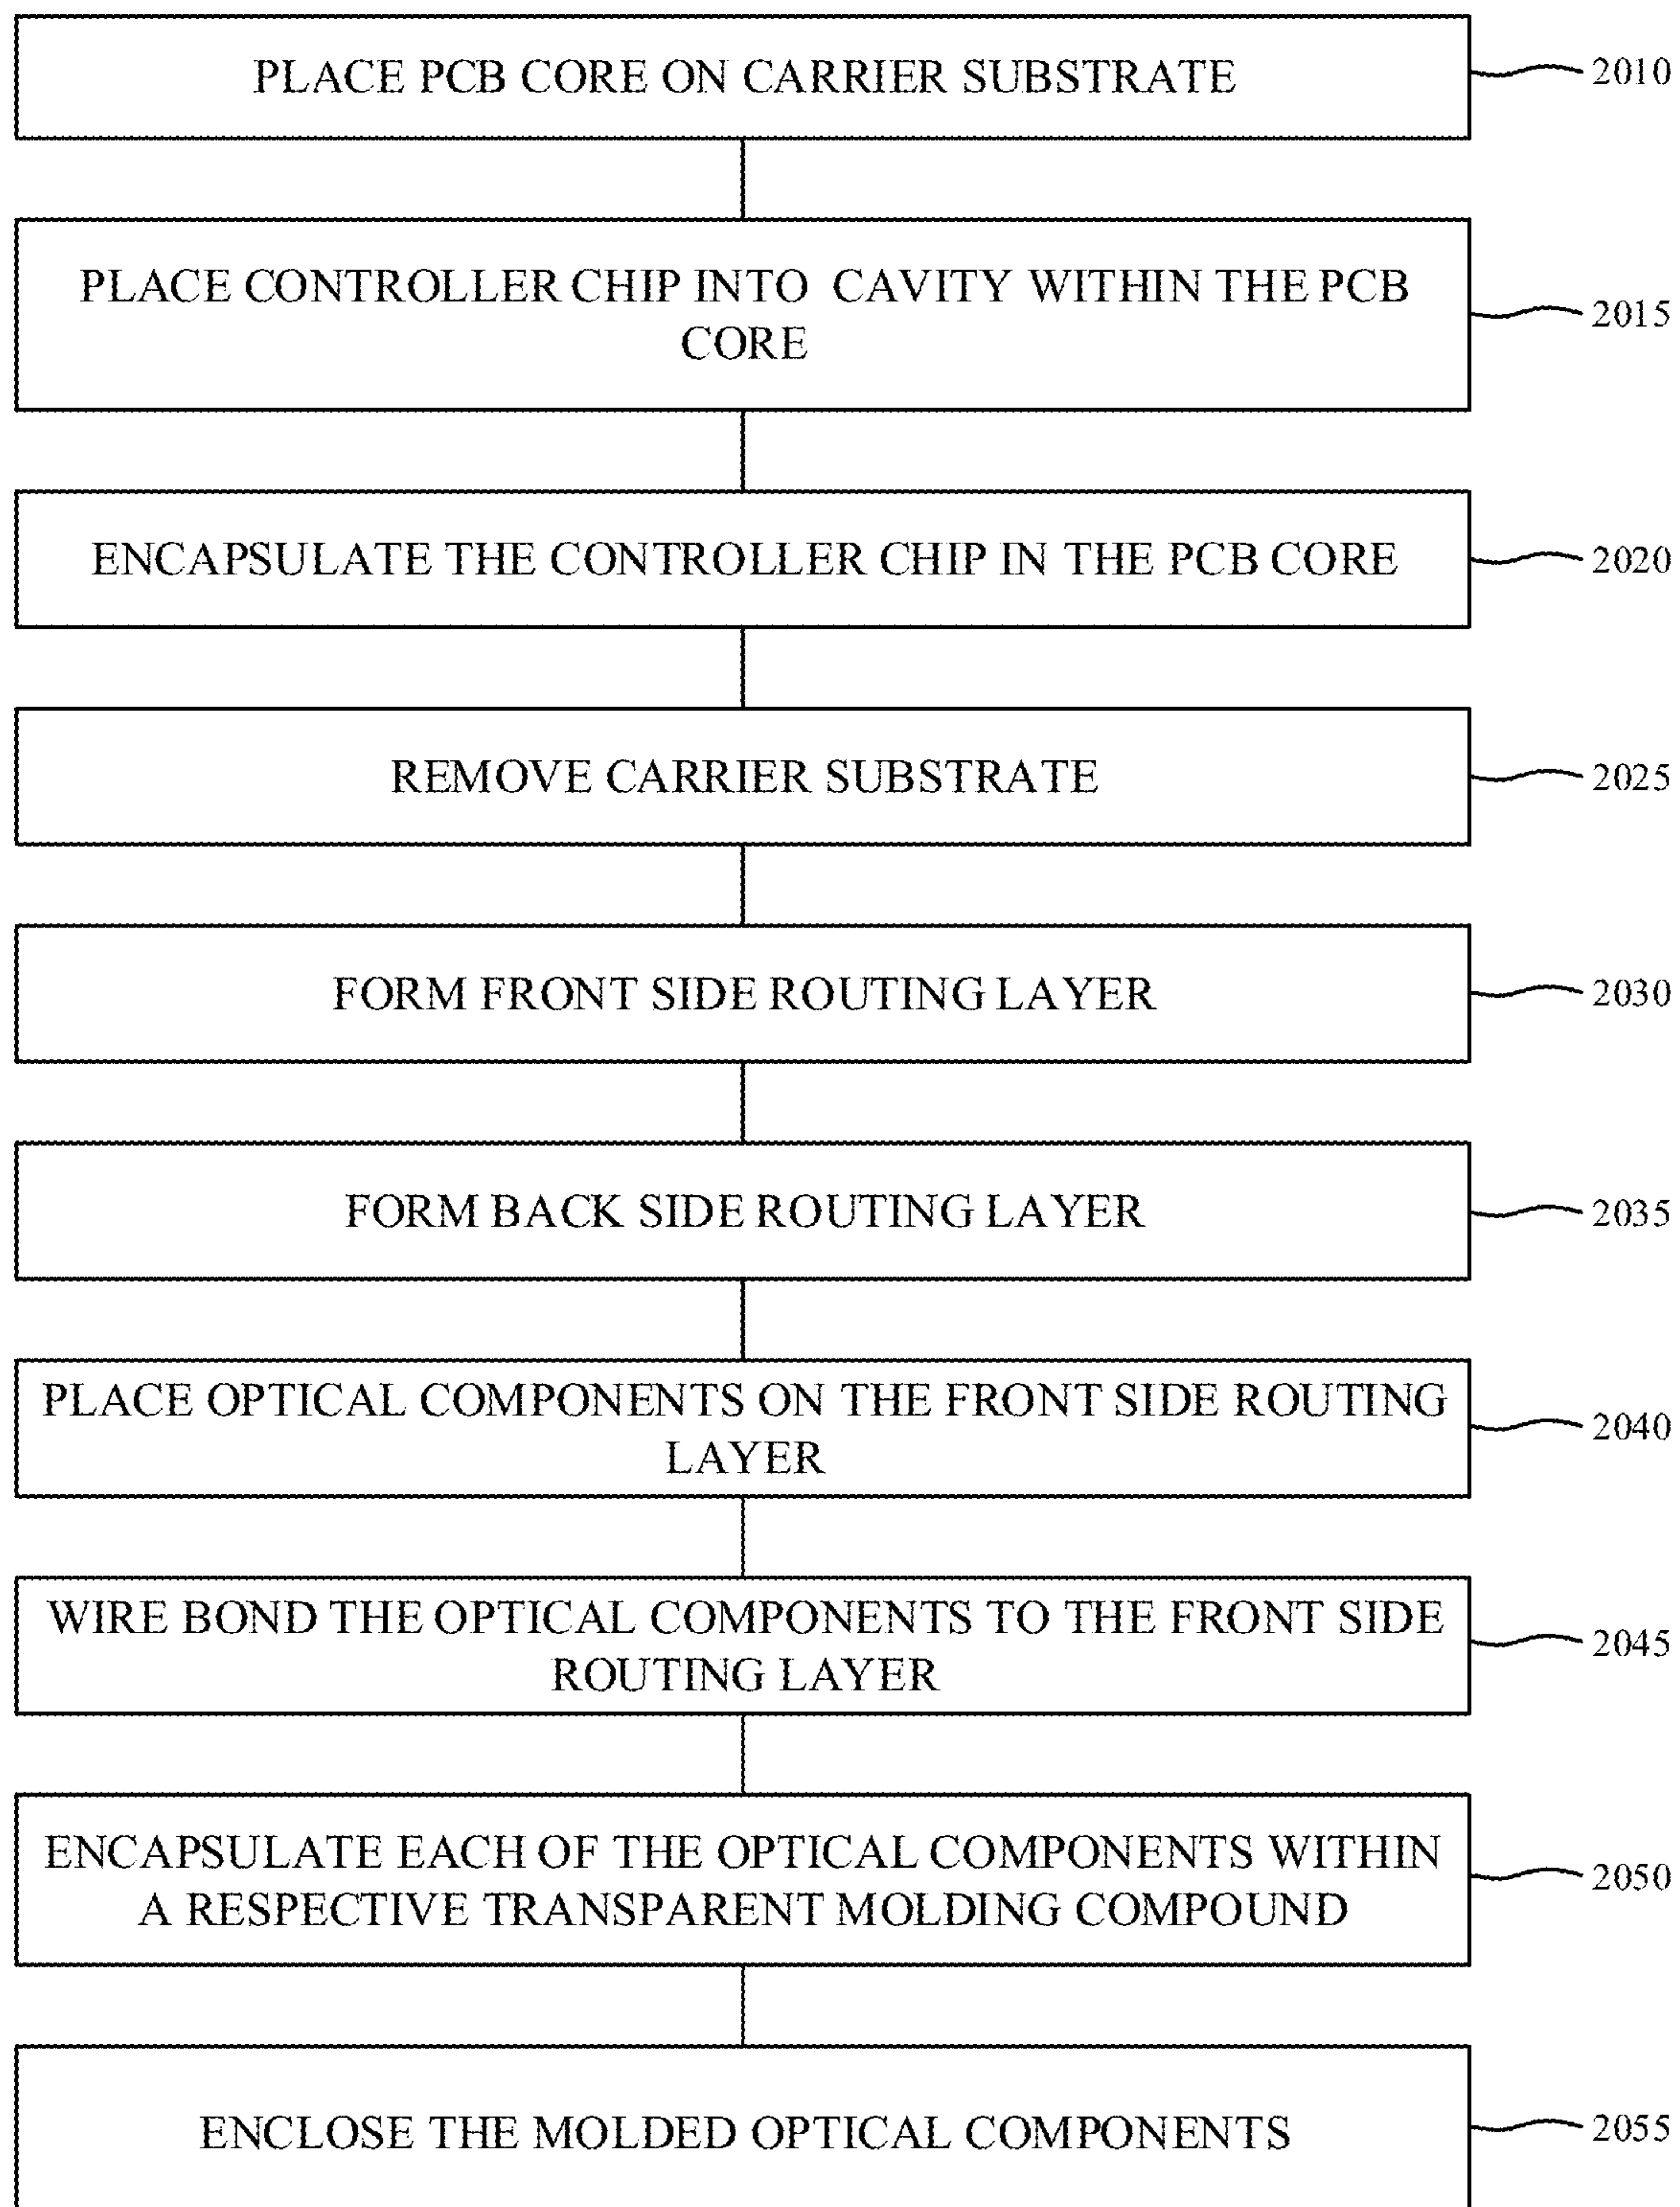 PLACE PCB CORE ON CARRIER SUBSTRATE
2010
PLACE CONTROLLER CHIP INTO CAVITY WITHIN THE PCB
CORE
2015
ENCAPSULATE THE CONTROLLER CHIP IN THE PCB CORE
2020
REMOVE CARRIER SUBSTRATE
2025
FORM FRONT SIDE ROUTING LAYER
2030
FORM BACK SIDE ROUTING LAYER
2035
PLACE OPTICAL COMPONENTS ON THE FRONT SIDE ROUTING
LAYER
2040
WIRE BOND THE OPTICAL COMPONENTS TO THE FRONT SIDE
ROUTING LAYER
2045
ENCAPSULATE EACH OF THE OPTICAL COMPONENTS WITHIN
A RESPECTIVE TRANSPARENT MOLDING COMPOUND
2050
ENCLOSE THE MOLDED OPTICAL COMPONENTS
2055